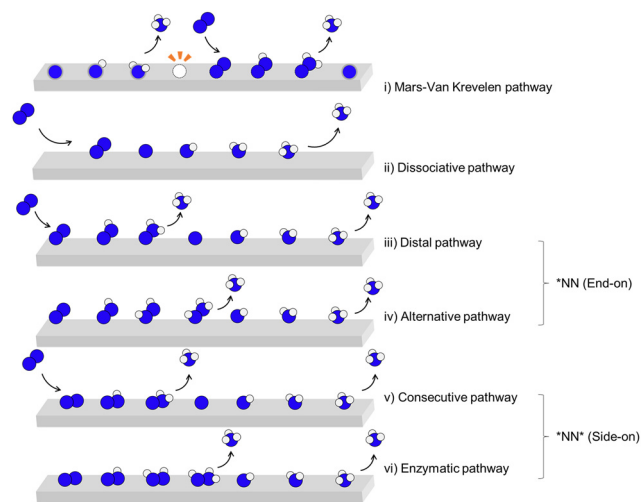 i) Mars-Van Krevelen pathway
ii) Dissociative pathway
iii) Distal pathway
*NN (End-on)
iv) Alternative pathway
v) Consecutive pathway
*NN* (Side-on)
vi) Enzymatic pathway